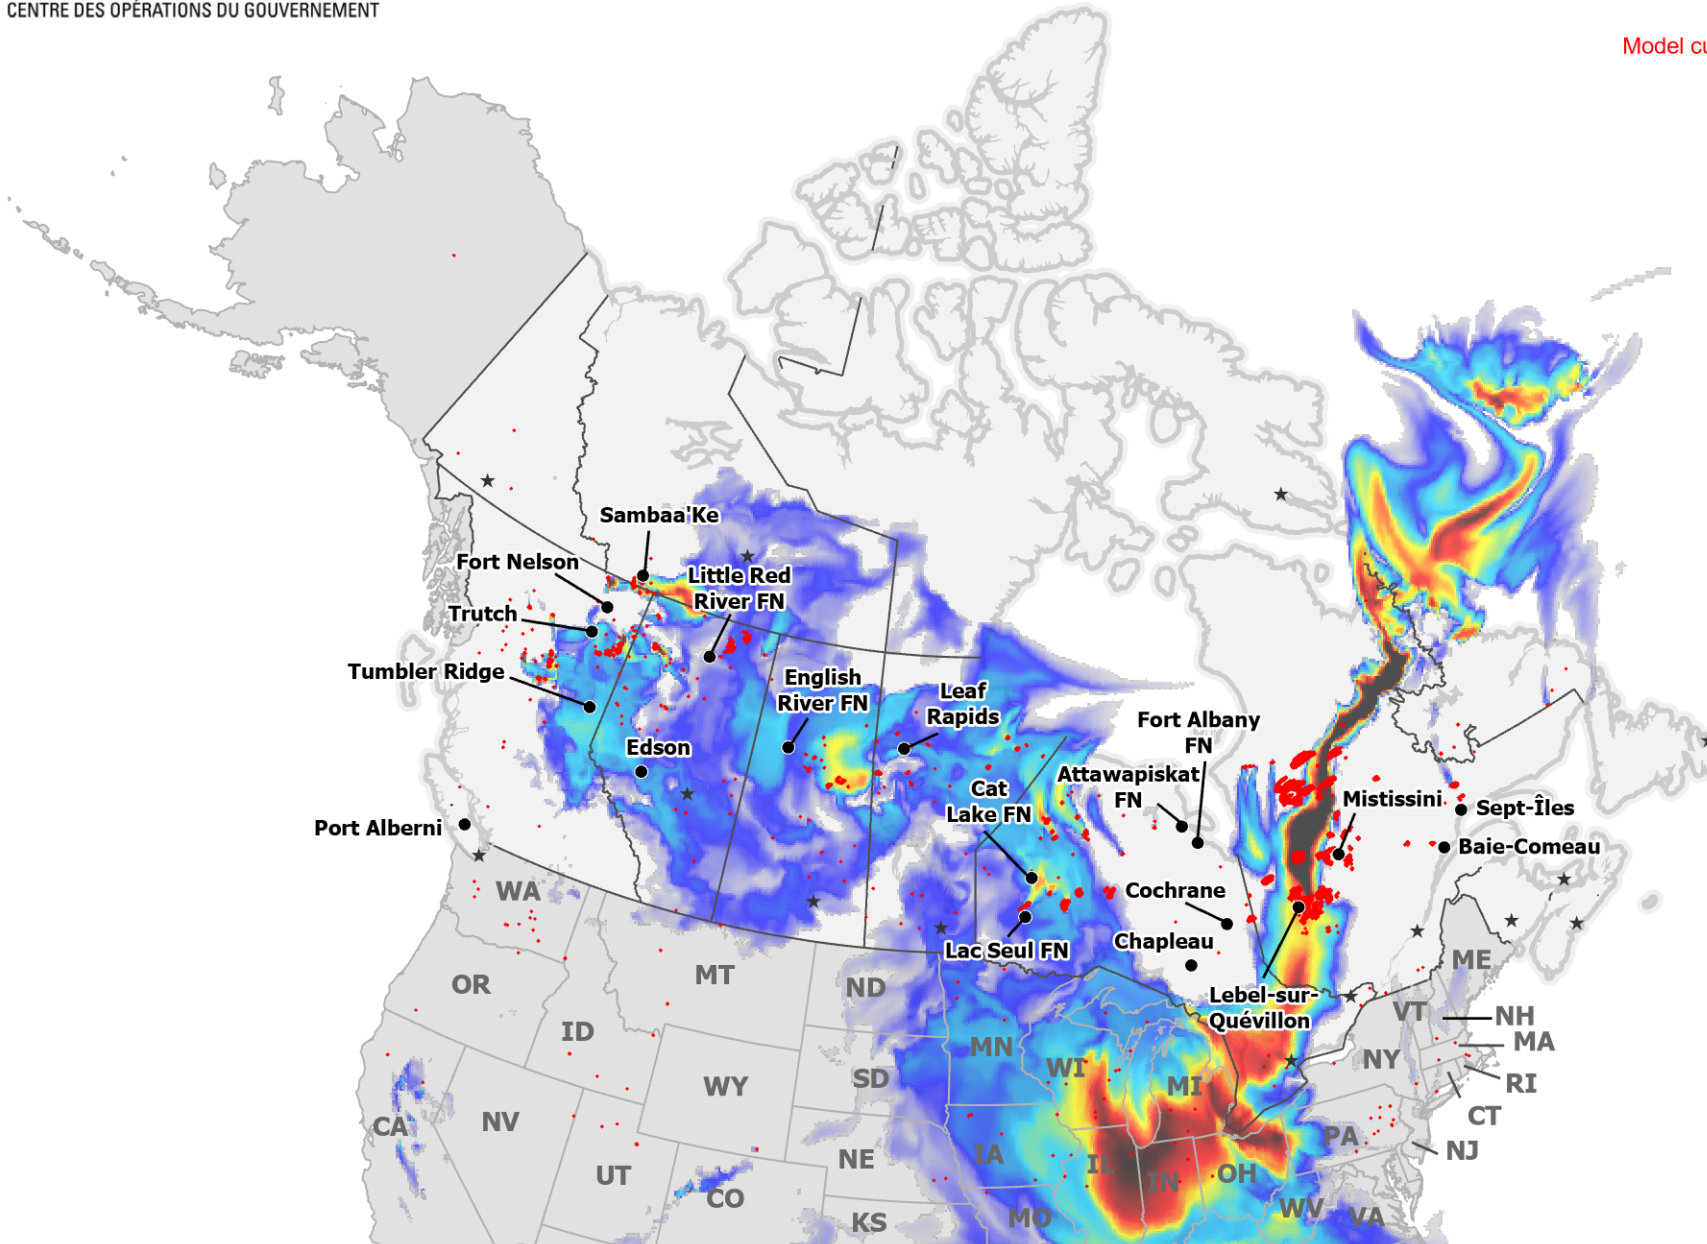 CENTRE DES OPÉRATIONS DU GOUVERNEMENT
Model cu
Sambaa'Ke
Fort Nelson
Little Red
River FN
Trutch
Tumbler Ridge
English
River FN
Leaf
Rapids
Fort Albany
FN
Edson
Attawapiskat
FN
Cat
Lake FN
Mistissini
Sept-Îles
Port Alberni
Baie-Comeau
WA
Cochrane
Chapleau
Lac Seul FN
ME
MT
ND
OR
Lebel-sur-
Quévillon
VT
NH
ID
MN
MA
WI
NY
SD
WY
MI
RI
NV
CT
CA
PA
NJ
IA
NE
IL
IN
OH
UT
CO
WV
VA
MO
KS